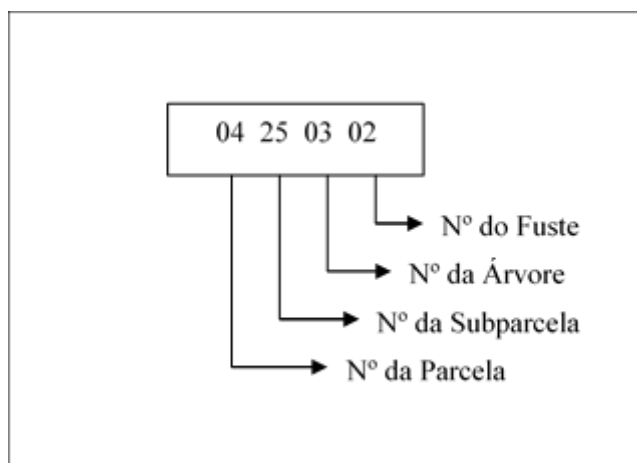 04 25 03 02
Nº do Fuste
Nº da Árvore
Nº da Subparcela
Nº da Parcela